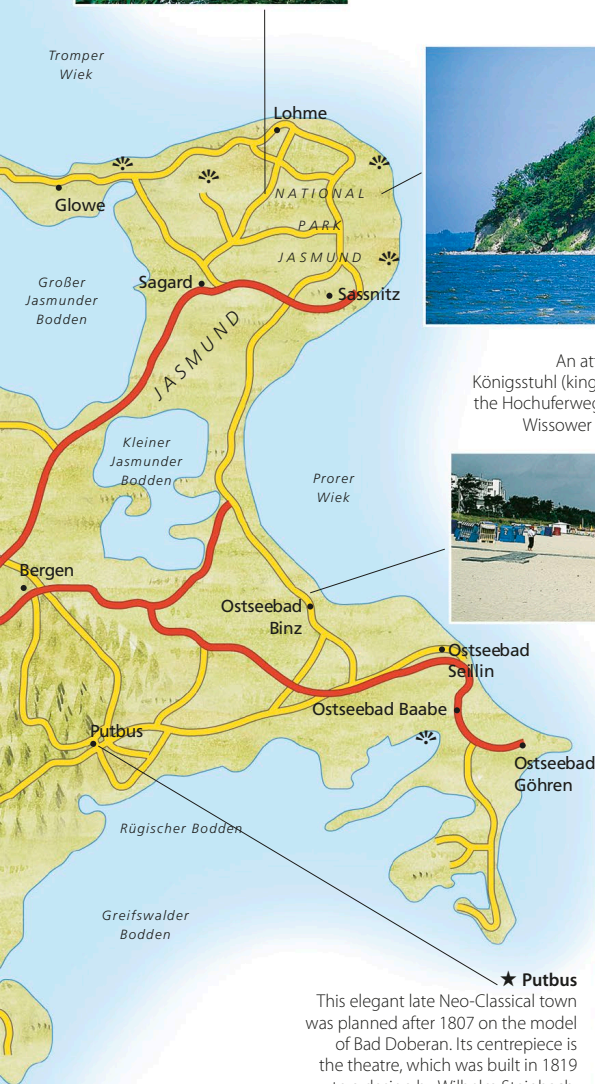 Tromper
Wiek
Lohme
Glowe
NATIONAL
PARK
JASMUND
Großer
Jasmunder
Bodden
Sagard
Sassnitz
JASMUND
An
Königsstuhl
the Hochuferweg
Wissower
Kleiner
Jasmunder
Bodden
Prorer
Wiek
Bergen
Ostseebad
Binz
Ostseebad
Seillin
Ostseebad Baabe
Ostseebad
Göhren
Putbus
Rügischer Bodden
Greifswalder
Bodden
★ Putbus
This elegant late Neo-Classical town
was planned after 1807 on the model
of Bad Doberan. Its centrepiece is
the theatre, which was built in 1819